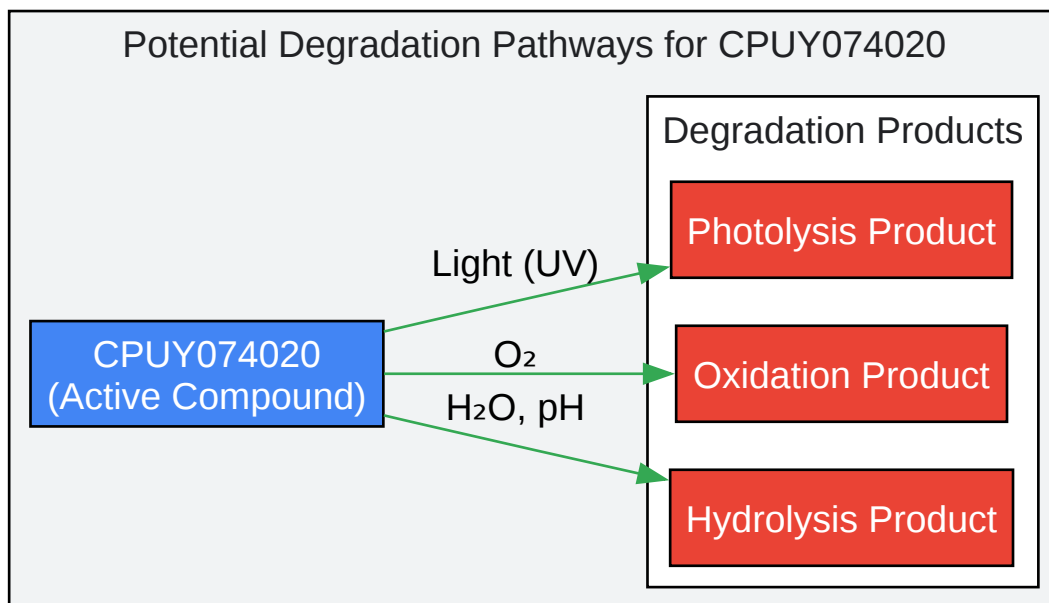 Potential Degradation Pathways for CPUY074020
Degradation Products
Photolysis Product
Light (UV)
CPUY074020
(Active Compound)
O₂
Oxidation Product
H₂O, pH
Hydrolysis Product